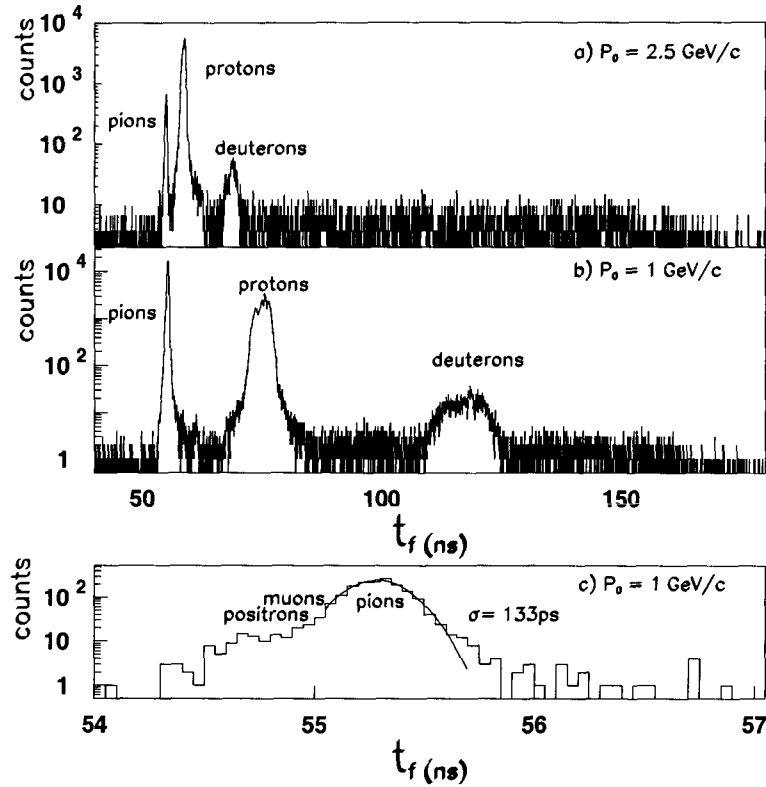 counts
10^4
10^3
10^2
10
a) P₀ = 2.5 GeV/c
pions
protons
deuterons
counts
10^4
10^2
1
b) P₀ = 1 GeV/c
pions
protons
deuterons
50
100
150
t_f (ns)
counts
10^2
10
1
c) P₀ = 1 GeV/c
muons
positrons
pions
σ= 133ps
54
55
56
57
t_f (ns)